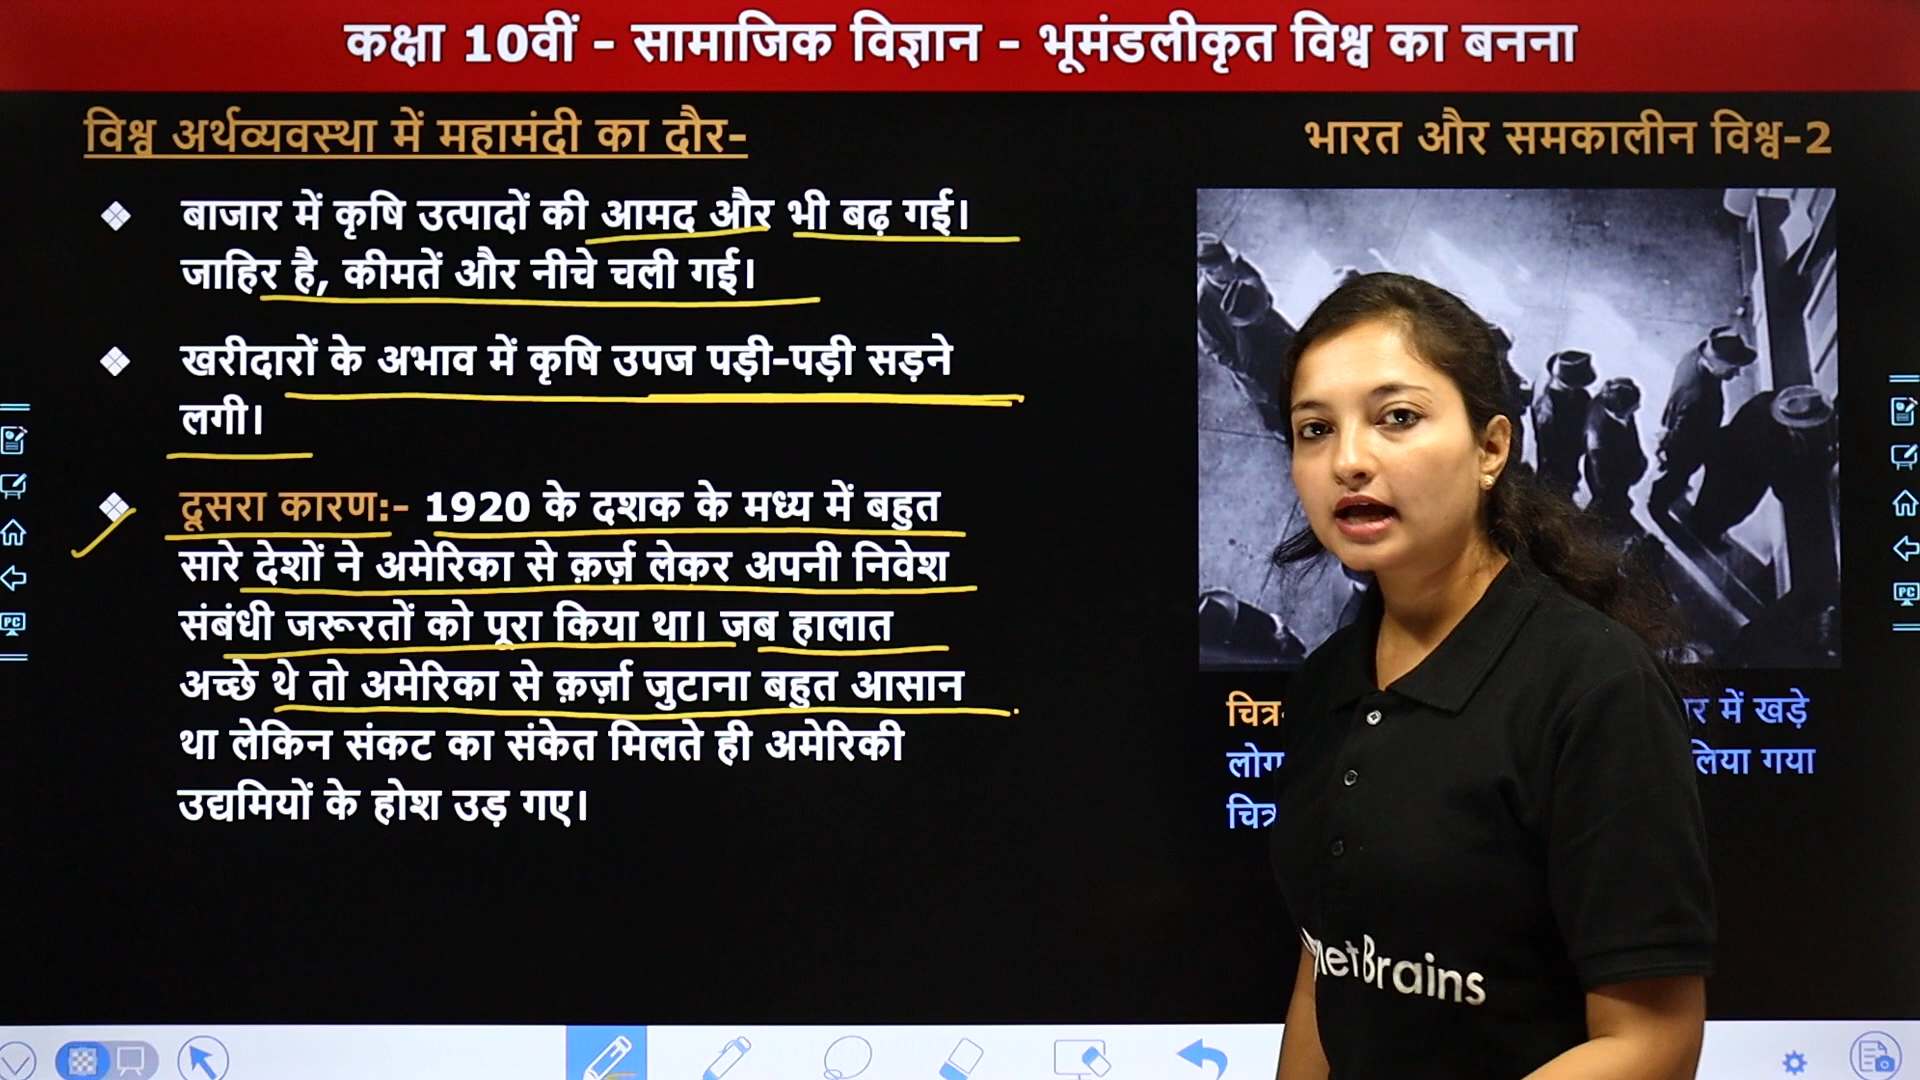 कक्षा 10वीं - सामाजिक विज्ञान - भूमंडलीकृत विश्व का बनना
विश्व अर्थव्यवस्था में महामंदी का दौर-
भारत और समकालीन विश्व-2
❖ बाजार में कृषि उत्पादों की आमद और भी बढ़ गई।
जाहिर है, कीमतें और नीचे चली गईं।
❖ खरीदारों के अभाव में कृषि उपज पड़ी-पड़ी सड़ने
लगी।
❖ दूसरा कारण:- 1920 के दशक के मध्य में बहुत
सारे देशों ने अमेरिका से क़र्ज़ लेकर अपनी निवेश
संबंधी जरूरतों को पूरा किया था। जब हालात
अच्छे थे तो अमेरिका से क़र्ज़ा जुटाना बहुत आसान
था लेकिन संकट का संकेत मिलते ही अमेरिकी
उद्यमियों के होश उड़ गए।
चित्र- में खड़े
लिया गया
चित्र
PC
PC